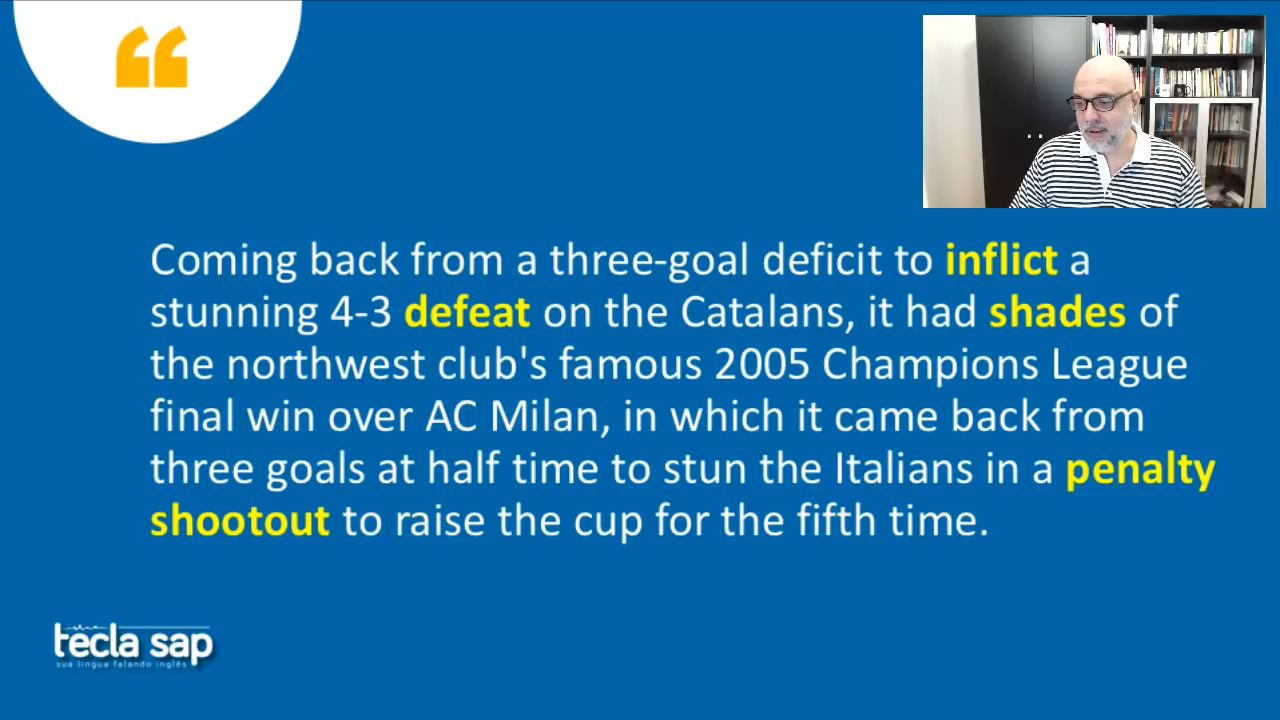 “
Coming back from a three-goal deficit to inflict a
stunning 4-3 defeat on the Catalans, it had shades of
the northwest club's famous 2005 Champions League
final win over AC Milan, in which it came back from
three goals at half time to stun the Italians in a penalty
shootout to raise the cup for the fifth time.
tecla sap
sua língua falando inglês